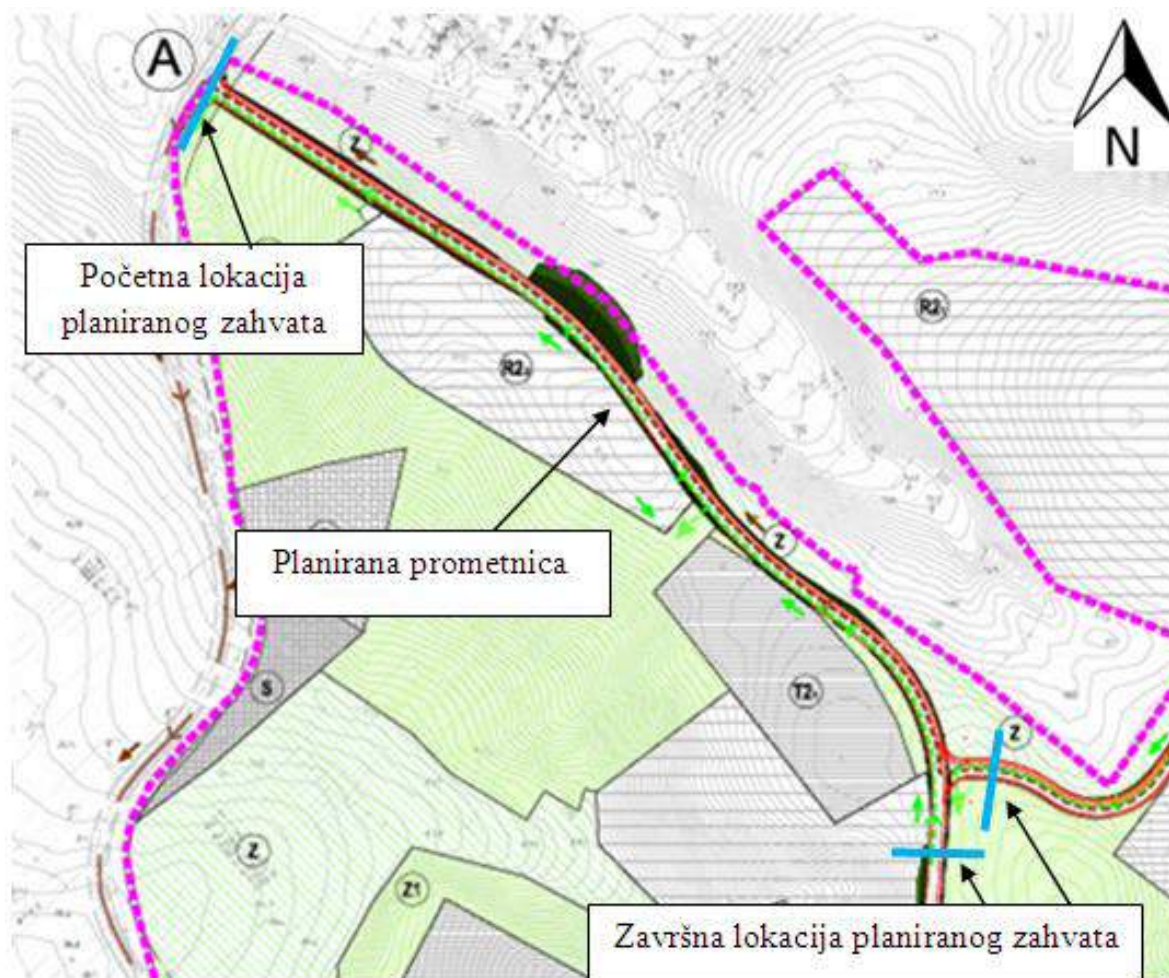 A
N
Z
Početna lokacija
planiranog zahvata
R2
R2
Planirana prometnica
Z
S
T2
Z
Z
Z1
Završna lokacija planiranog zahvata